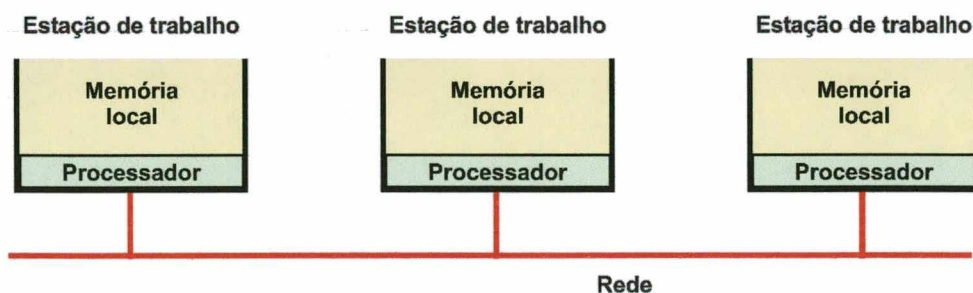 Estação de trabalho
Estação de trabalho
Estação de trabalho
Memória
local
Memória
local
Memória
local
Processador
Processador
Processador
Rede